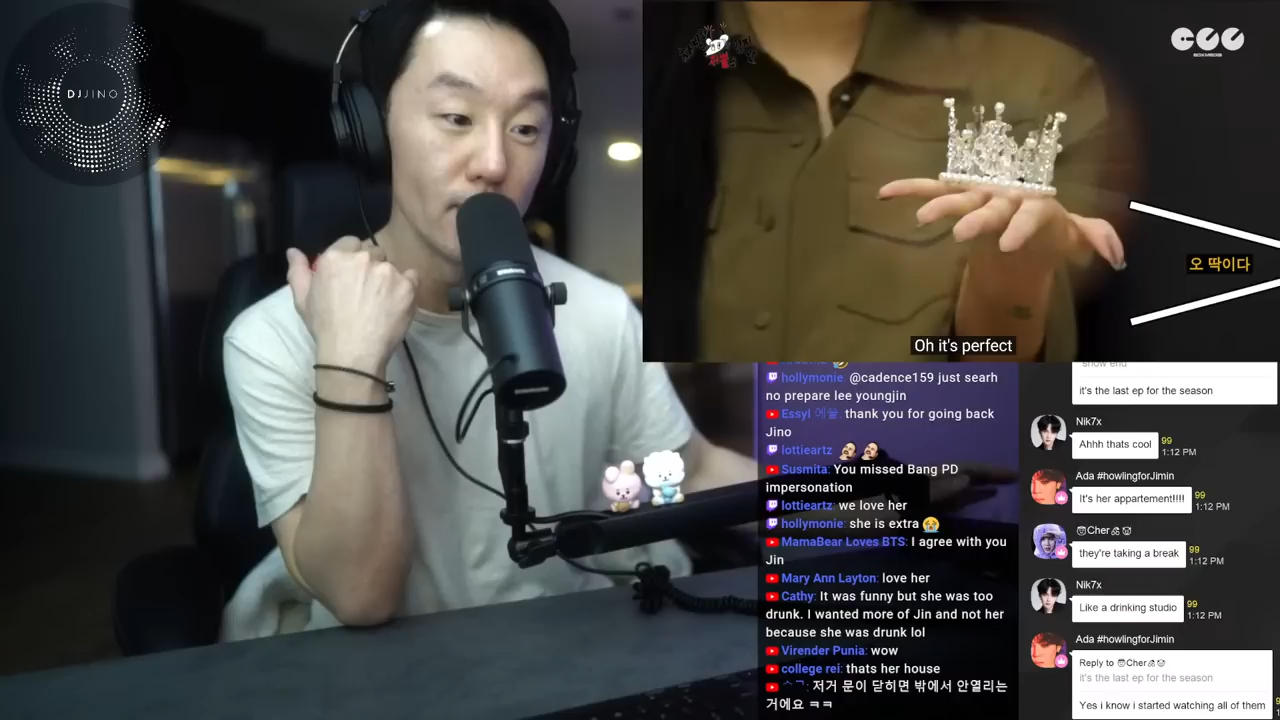 DJJINO
오 딱이다
Oh it's perfect
hollymonie: @cadence159 just searh
no prepare lee youngjin
Essyl 에쓸: thank you for going back
Jino
lottieartz
Susmita: You missed Bang PD
impersonation
lottieartz: we love her
hollymonie: she is extra 😭
MamaBear Loves BTS: I agree with you
Jin
Mary Ann Layton: love her
Cathy: It was funny but she was too
drunk. I wanted more of Jin and not her
because she was drunk lol
Virender Punia: wow
college rei: thats her house
저거 문이 닫히면 밖에서 안열리는
거에요 ㅋㅋ
it's the last ep for the season
Nik7x
Ahhh thats cool
99
1:12 PM
Ada #howlingforJimin
It's her appartement!!!!
99
1:12 PM
Cher
they're taking a break
99
1:12 PM
Nik7x
Like a drinking studio
99
1:12 PM
Ada #howlingforJimin
Reply to Cher
it's the last ep for the season
Yes i know i started watching all of them